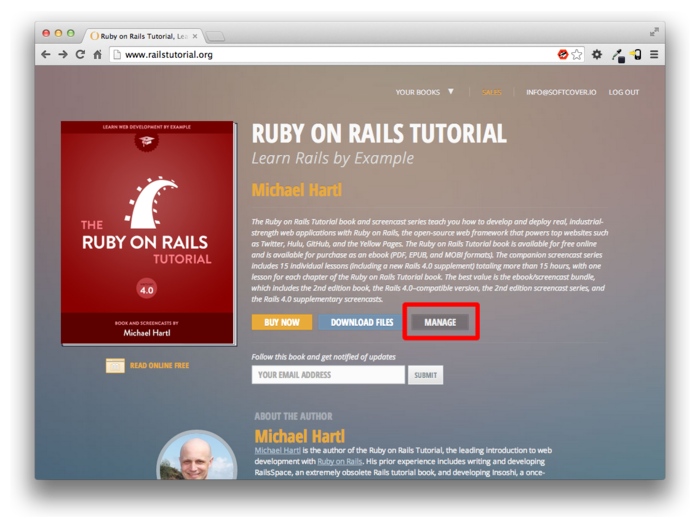 Ruby on Rails Tutorial, Lea
www.railstutorial.org
YOUR BOOKS
INFO@SOFTCOVER.IO
LOG OUT
LEARN WEB DEVELOPMENT BY EXAMPLE
THE
RUBY ON RAILS
TUTORIAL
4.0
BOOK AND SCREENCASTS BY
Michael Hartl
READ ONLINE FREE
RUBY ON RAILS TUTORIAL
Learn Rails by Example
Michael Hartl
The Ruby on Rails Tutorial book and screencast series teach you how to develop and deploy real, industrial-
strength web applications with Ruby on Rails, the open-source web framework that powers top websites such
as Twitter, Hulu, GitHub, and the Yellow Pages. The Ruby on Rails Tutorial book is available for free online
and is available for purchase as an ebook (PDF, EPUB, and MOBI formats). The companion screencast series
includes 15 individual lessons (including a new Rails 4.0 supplement) totaling more than 15 hours, with one
lesson for each chapter of the Ruby on Rails Tutorial book. The best value is the ebook/screencast bundle,
which includes the 2nd edition book, the Rails 4.0–compatible version, the 2nd edition screencast series, and
the Rails 4.0 supplementary screencasts.
BUY NOW
DOWNLOAD FILES
MANAGE
Follow this book and get notified of updates
YOUR EMAIL ADDRESS
SUBMIT
ABOUT THE AUTHOR
Michael Hartl
Michael Hartl is the author of the Ruby on Rails Tutorial, the leading introduction to web
development with Ruby on Rails. His prior experience includes writing and developing
RailsSpace, an extremely obsolete Rails tutorial book, and developing Insoshi, a once-